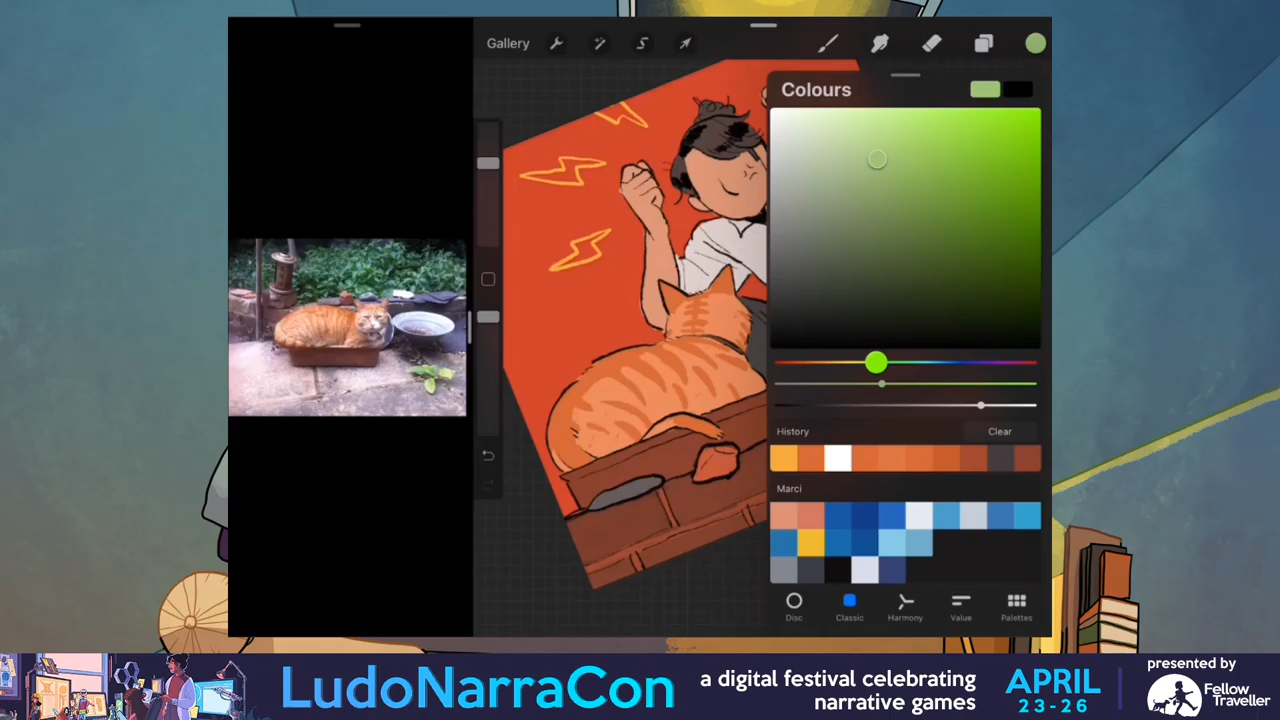 Gallery
Colours
History
Clear
Marci
Disc
Classic
Harmony
Value
Palettes
LudoNarraCon
a digital festival celebrating
narrative games
APRIL
23-26
presented by
Fellow
Traveller